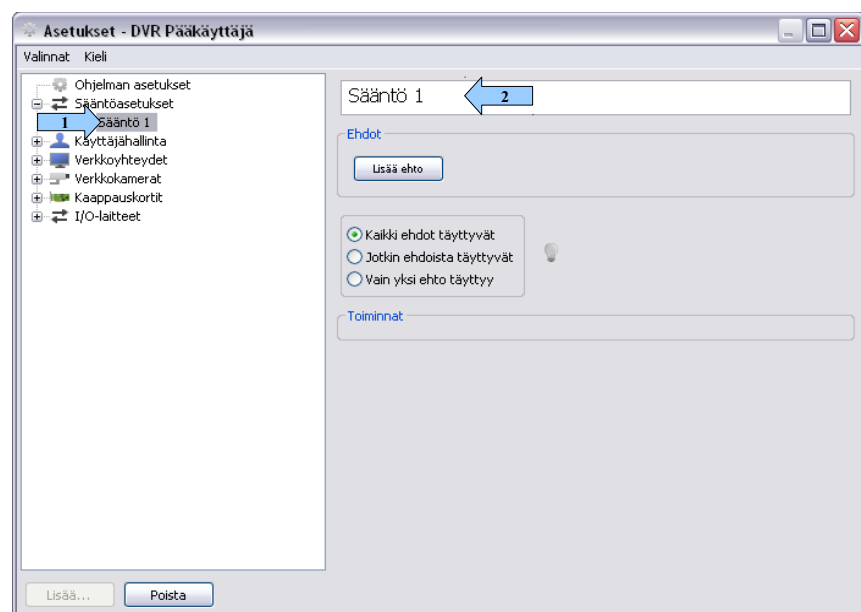 Asetukset - DVR Pääkäyttäjä
Valinnat Kieli
Ohjelman asetukset
Sääntöasetukset
1 Sääntö 1
Käyttäjähallinta
Verkkoyhteydet
Verkkokamerat
Kaappauskortit
I/O-laitteet
Sääntö 1 2
Ehdot
Lisää ehto
Kaikki ehdot täyttyvät
Jotkin ehdoista täyttyvät
Vain yksi ehto täyttyy
Toiminnat
Lisää... Poista